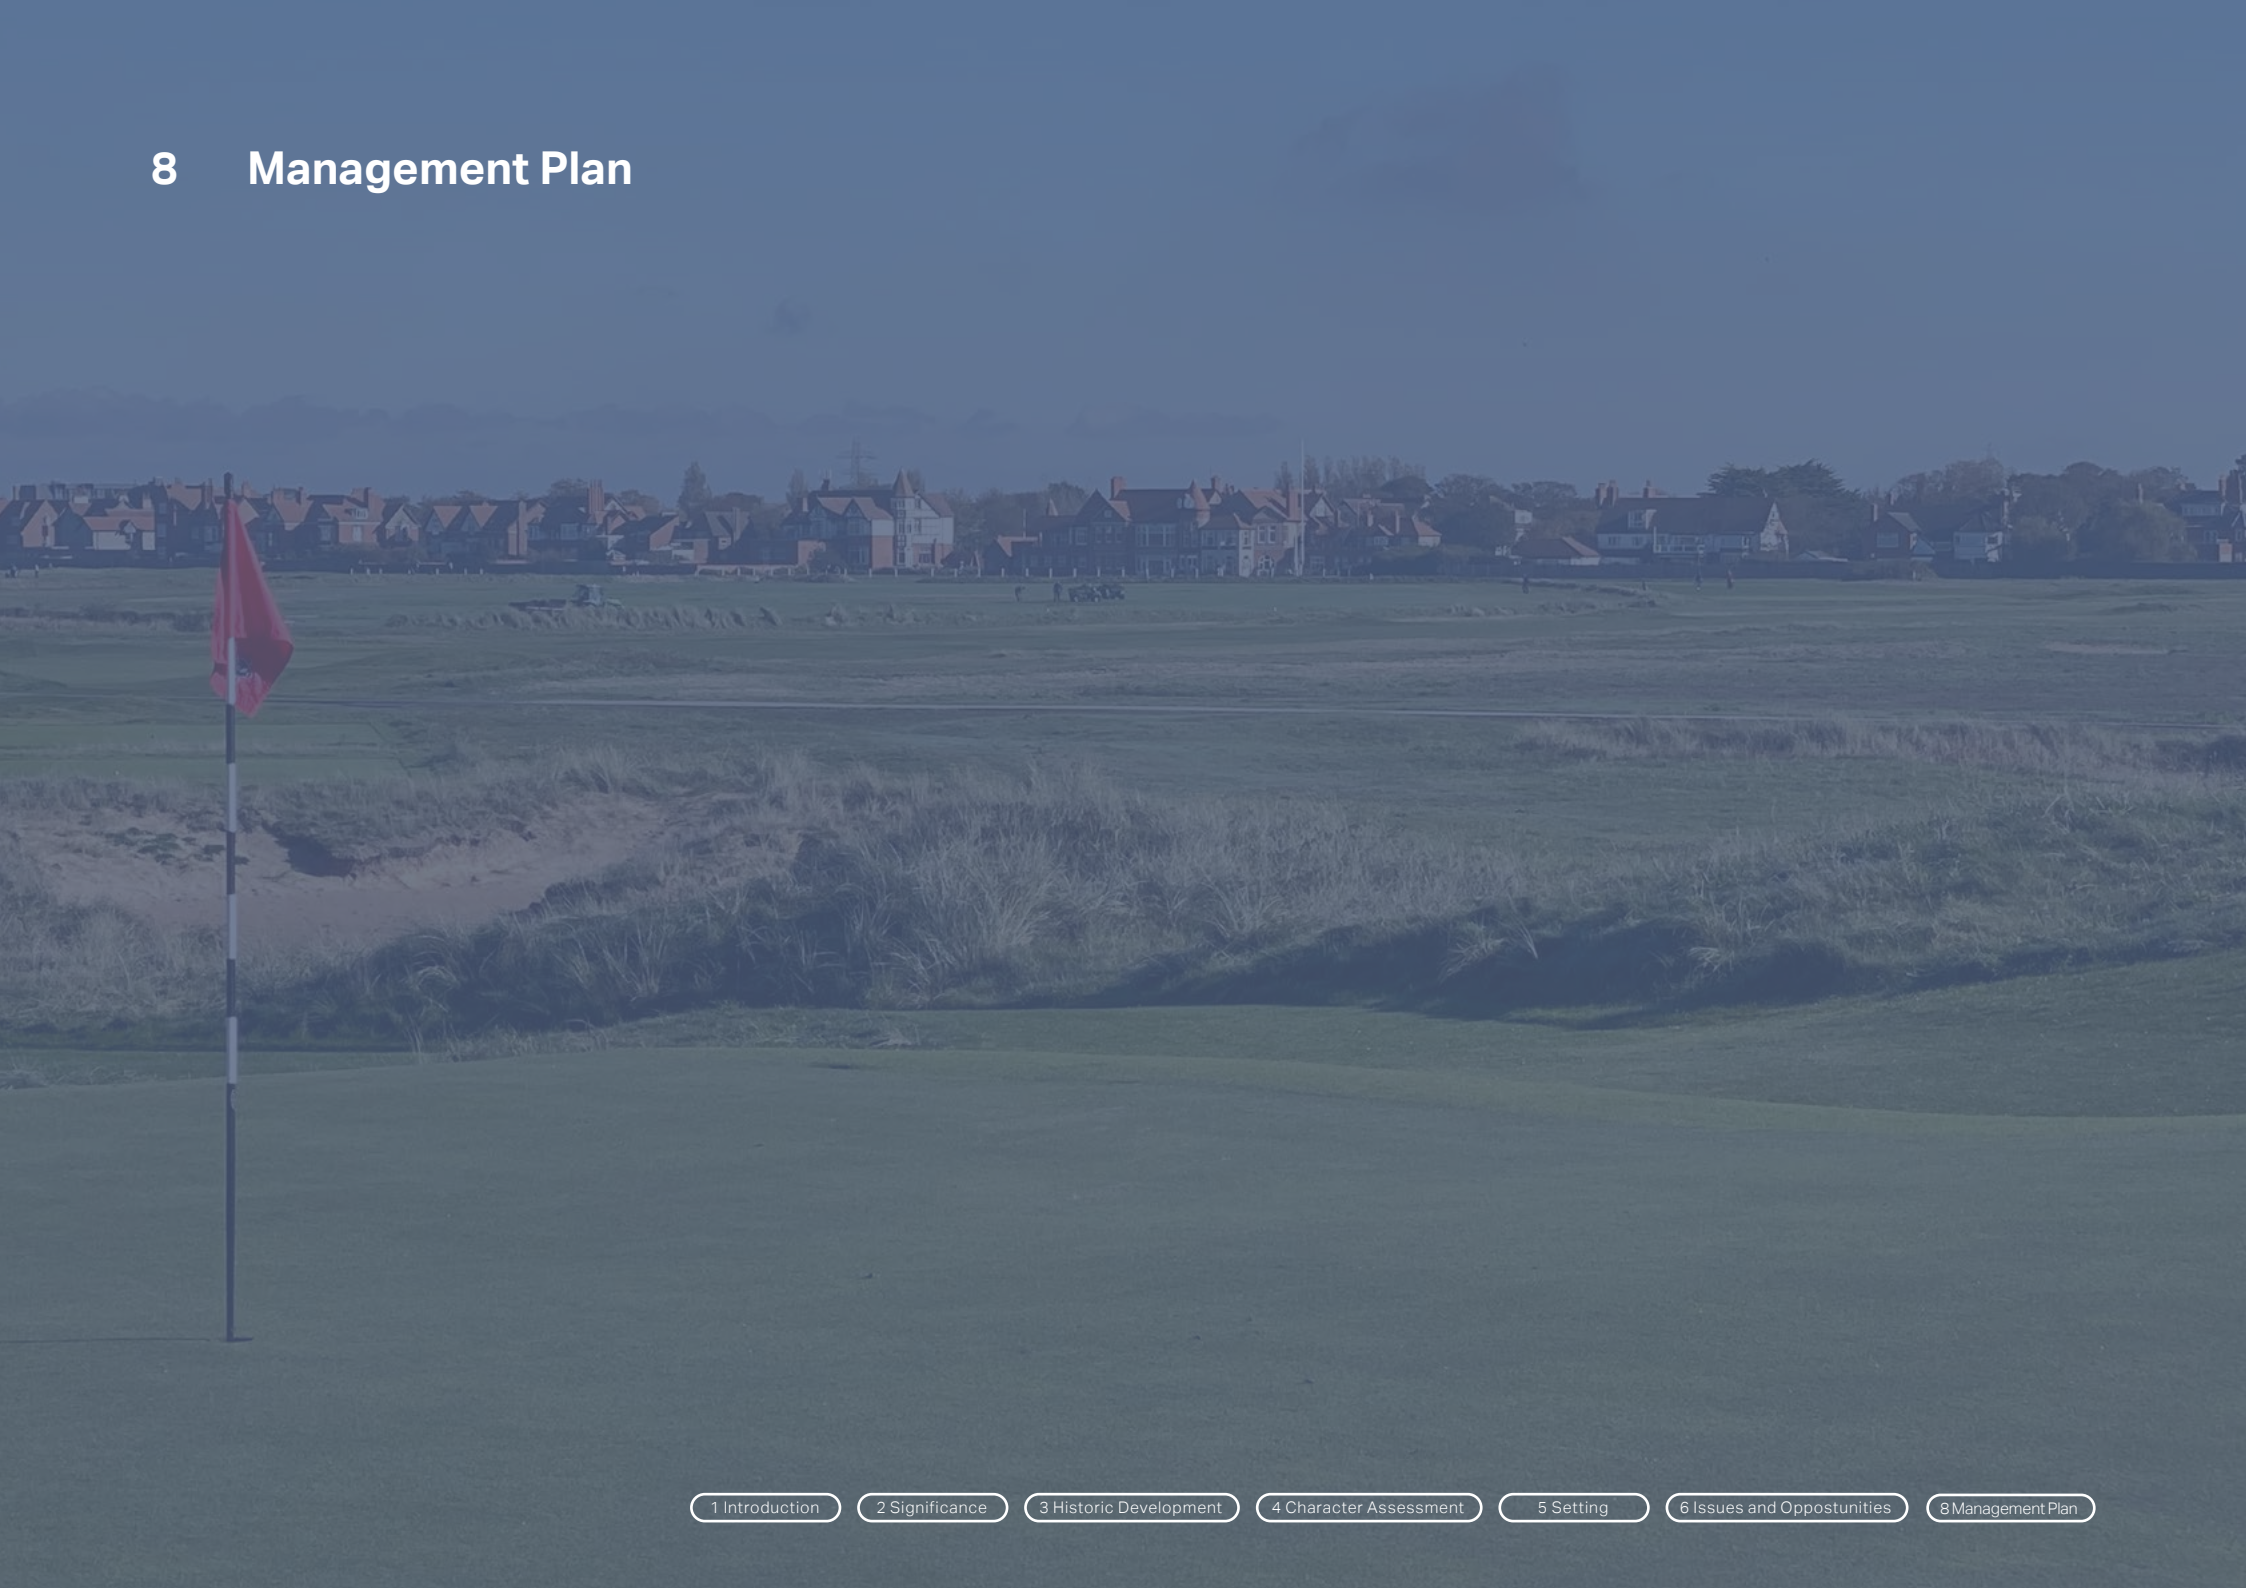 8 Management Plan
1 Introduction 2 Significance 3 Historic Development 4 Character Assessment 5 Setting 6 Issues and Oppostunities 8 Management Plan